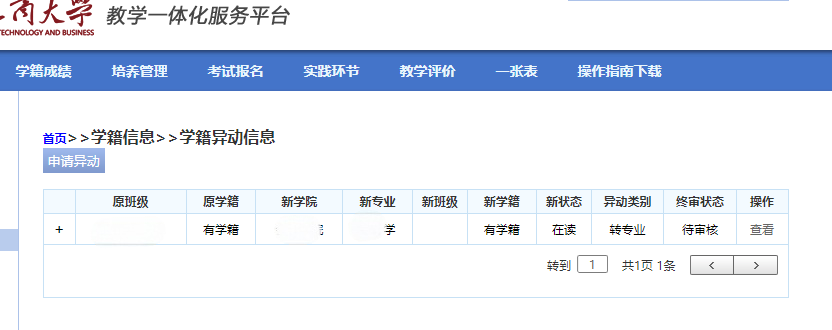 商大学 教学一体化服务平台
TECHNOLOGY AND BUSINESS
学籍成绩 培养管理 考试报名 实践环节 教学评价 一张表 操作指南下载
首页>>学籍信息>>学籍异动信息
申请异动
原班级 原学籍 新学院 新专业 新班级 新学籍 新状态 异动类别 终审状态 操作
+ 有学籍 学 有学籍 在读 转专业 待审核 查看
转到 1 共1页 1条 < >